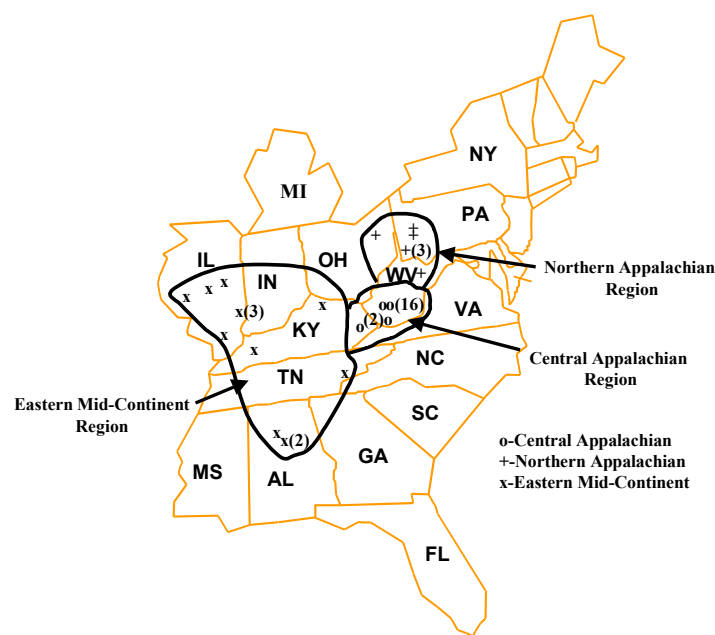 NY
MI
PA
‡
+
+(3)
IL
IN
OH
WV+
Northern Appalachian
Region
x x
x
x(3)
x
oo(16)
VA
o(2)o
KY
x
x
Central Appalachian
Region
NC
TN
x
Eastern Mid-Continent
Region
SC
x
x(2)
o-Central Appalachian
+-Northern Appalachian
x-Eastern Mid-Continent
GA
MS
AL
FL